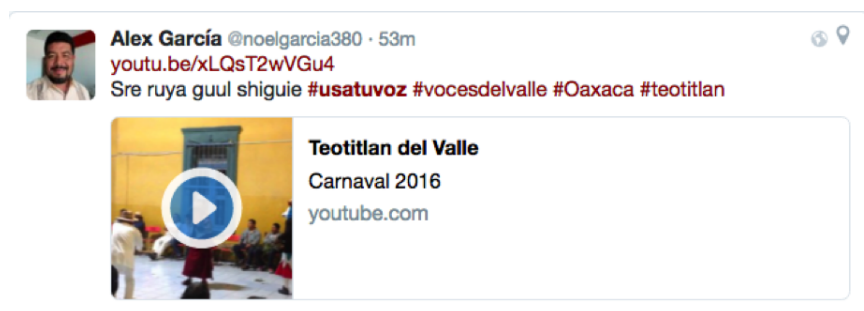 Alex García @noelgarcia380 · 53m
youtu.be/xLQsT2wVGu4
Sre ruya guul shiguie #usatuvoz #vocesdelvalle #Oaxaca #teotitlan
Teotitlan del Valle
Carnaval 2016
youtube.com